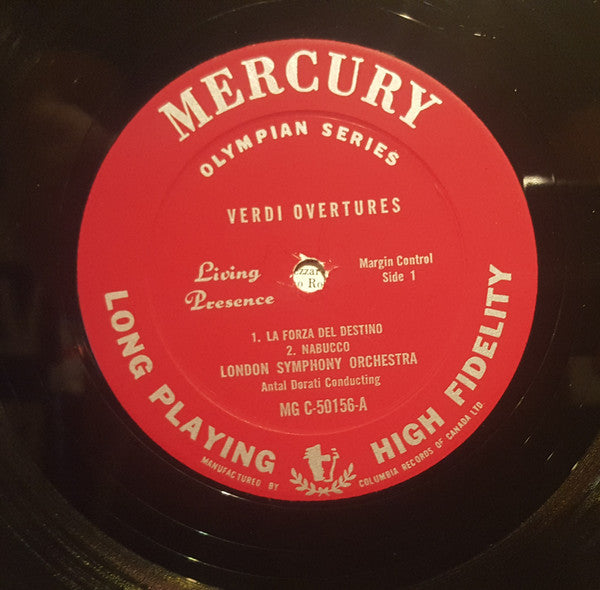 MERCURY
OLYMPIAN SERIES
VERDI OVERTURES
Living
Presence
Margin Control
Side 1
1. LA FORZA DEL DESTINO
2. NABUCCO
LONDON SYMPHONY ORCHESTRA
Antal Dorati Conducting
MG C-50156-A
LONG PLAYING
HIGH FIDELITY
MANUFACTURED BY
COLUMBIA RECORDS OF CANADA LTD.